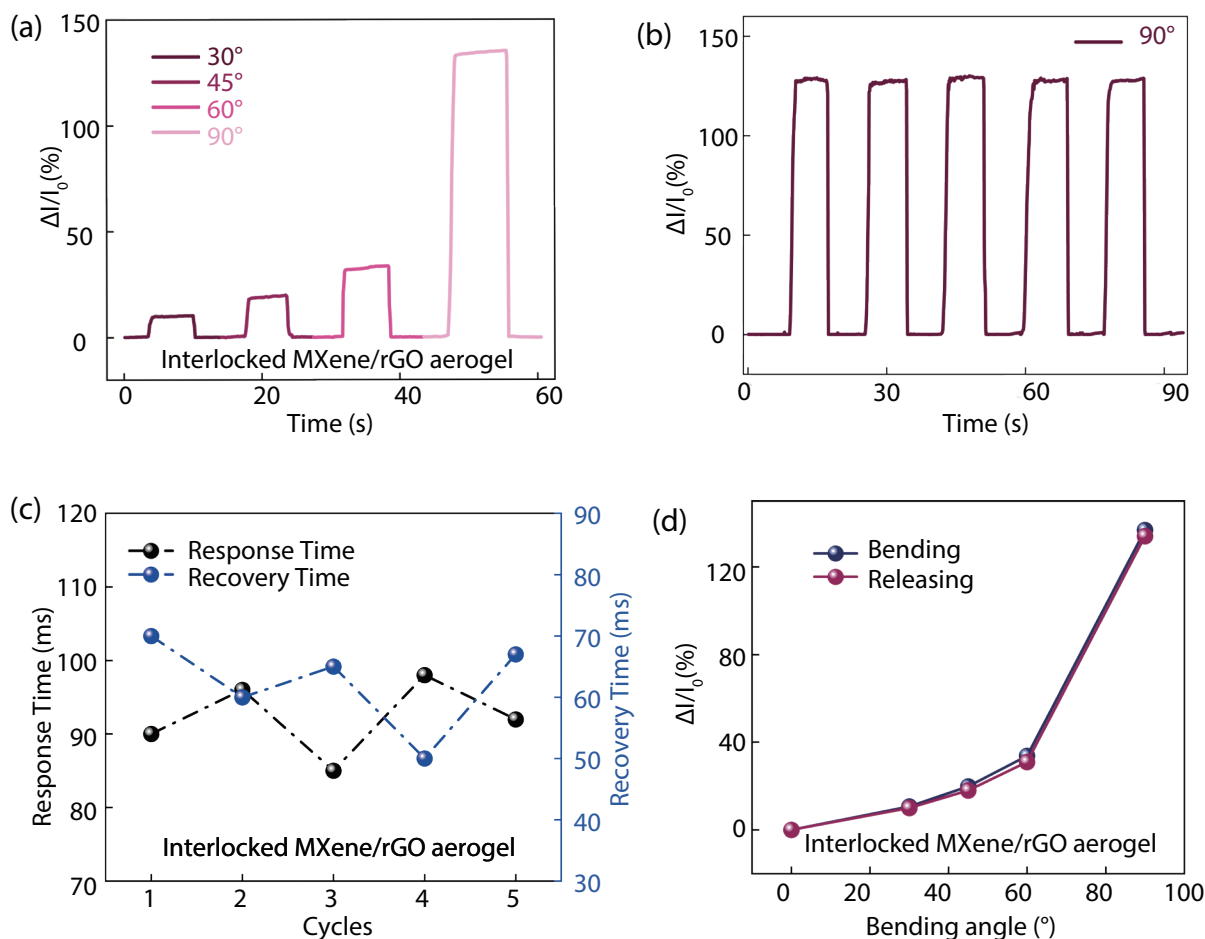 (a)
150
100
50
0
ΔI/I₀(%)
30°
45°
60°
90°
Interlocked MXene/rGO aerogel
0 20 40 60
Time (s)
(b)
150
100
50
0
ΔI/I₀(%)
90°
0 30 60 90
Time (s)
(c)
120
110
100
90
80
70
Response Time (ms)
Response Time
Recovery Time
90
80
70
60
50
40
30
Recovery Time (ms)
Interlocked MXene/rGO aerogel
1 2 3 4 5
Cycles
(d)
120
80
40
0
ΔI/I₀(%)
Bending
Releasing
Interlocked MXene/rGO aerogel
0 20 40 60 80 100
Bending angle (°)